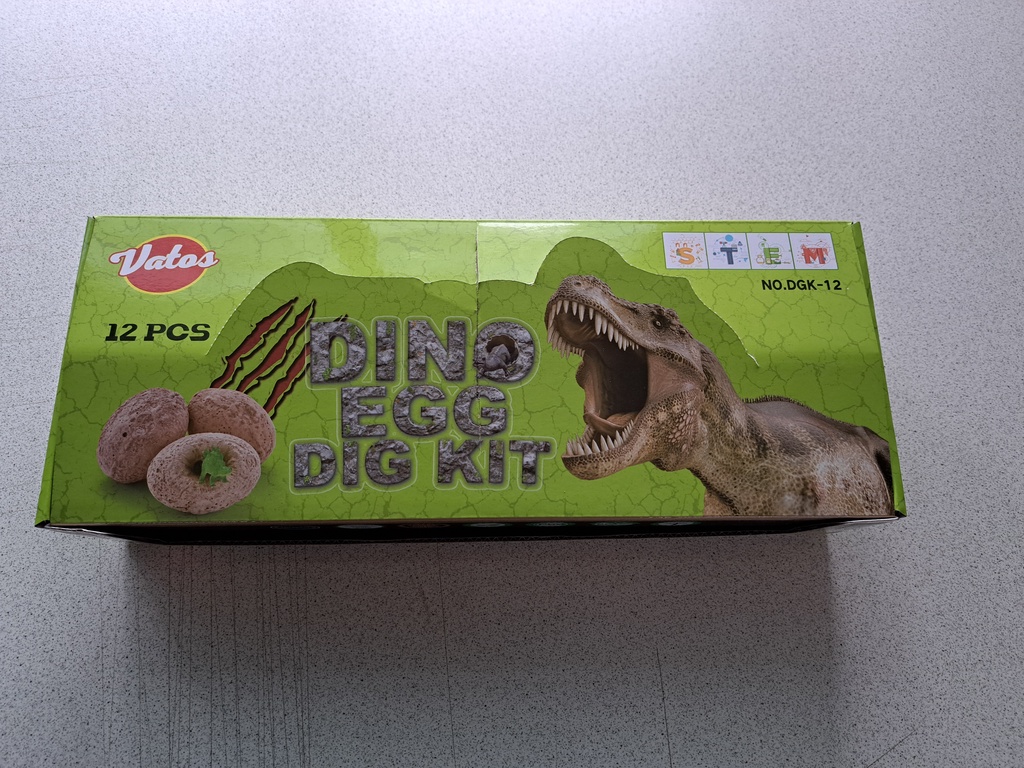 Vatos
S T E M
NO.DGK-12
12 PCS
DINO
EGG
DIG KIT